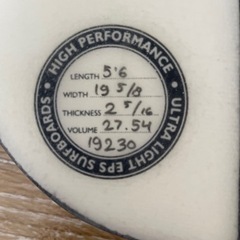 • HIGH PERFORMANCE •
LENGTH 5'6
WIDTH 19 5/8
THICKNESS 2 5/16
VOLUME 27.54
19230
ULTRA LIGHT EPS SURFBOARDS